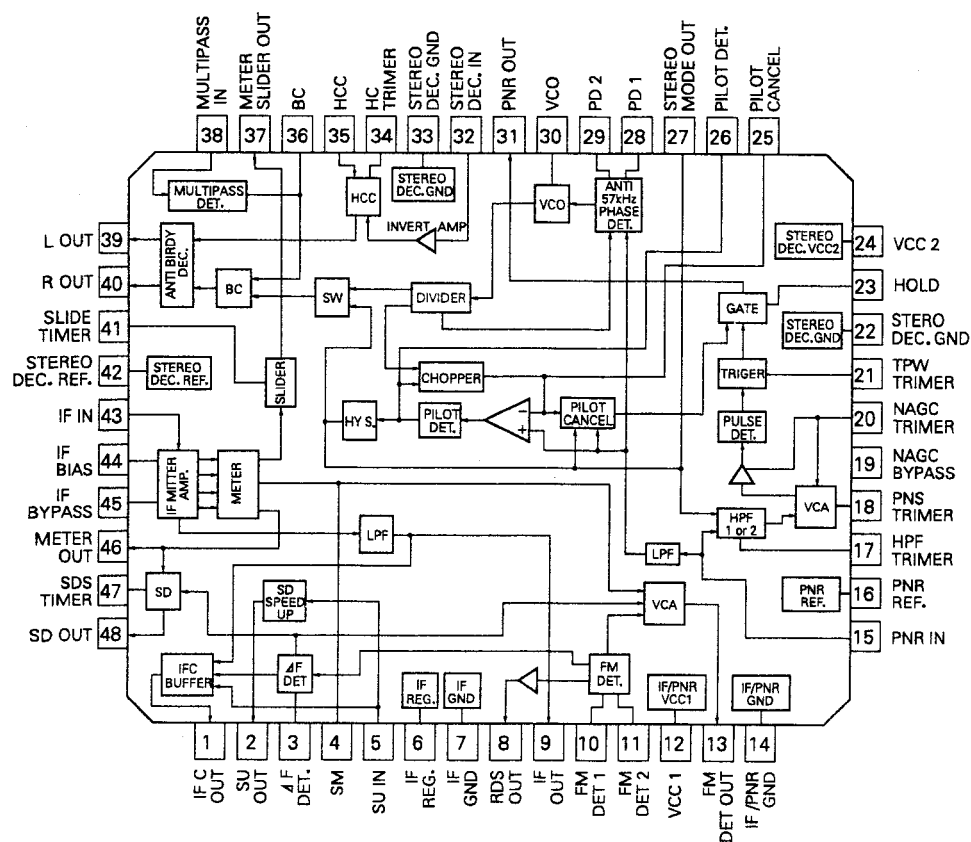 MULTIPASS
IN
METER
SLIDER OUT
BC
HCC
HC
TRIMER
STEREO
DEC. GND
STEREO
DEC. IN
PNR OUT
VCO
PD 2
PD 1
STEREO
MODE OUT
PILOT DET.
PILOT
CANCEL
38
37
36
35
34
33
32
31
30
29
28
27
26
25
MULTIPASS
DET.
HCC
STEREO
DEC. GND
INVERT AMP
VCO
ANTI
57kHz
PHASE
DET.
STEREO
DEC. VCC2
24
VCC 2
L OUT
39
ANTI BIRDY
DEC.
R OUT
40
BC
SW
DIVIDER
GATE
23
HOLD
SLIDE
TIMER
41
STEREO
DEC.GND
22
STERO
DEC. GND
STEREO
DEC. REF.
42
STEREO
DEC. REF.
SLIDER
CHOPPER
TRIGER
21
TPW
TRIMER
IF IN
43
HY S.
PILOT
DET.
−
+
PILOT
CANCEL
PULSE
DET.
20
NAGC
TRIMER
IF
BIAS
44
IF MITTER
AMP.
METER
19
NAGC
BYPASS
IF
BYPASS
45
LPF
HPF
1 or 2
VCA
18
PNS
TRIMER
METER
OUT
46
LPF
17
HPF
TRIMER
SDS
TIMER
47
SD
SD
SPEED
UP
VCA
PNR
REF.
16
PNR
REF.
SD OUT
48
15
PNR IN
IFC
BUFFER
ΔF
DET
IF
REG.
IF
GND
FM
DET.
IF/PNR
VCC1
IF/PNR
GND
1
2
3
4
5
6
7
8
9
10
11
12
13
14
IF C
OUT
SU
OUT
ΔF
DET.
SM
SU IN
IF
REG.
IF
GND
RDS
OUT
IF
OUT
FM
DET 1
FM
DET 2
VCC 1
FM
DET OUT
IF /PNR
GND